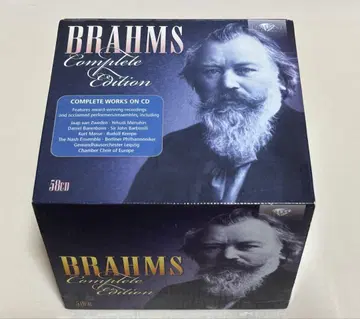 BRAHMS
Complete
Edition
COMPLETE WORKS ON CD
Features award-winning recordings
and acclaimed performers/ensembles, including
Jaap van Zweden · Yehudi Menuhin
Daniel Barenboim · Sir John Barbirolli
Kurt Masur · Rudolf Kempe
The Nash Ensemble · Berliner Philharmoniker
Gewandhausorchester Leipzig
Chamber Choir of Europe
58CD
BRAHMS
Complete
Edition
58CD